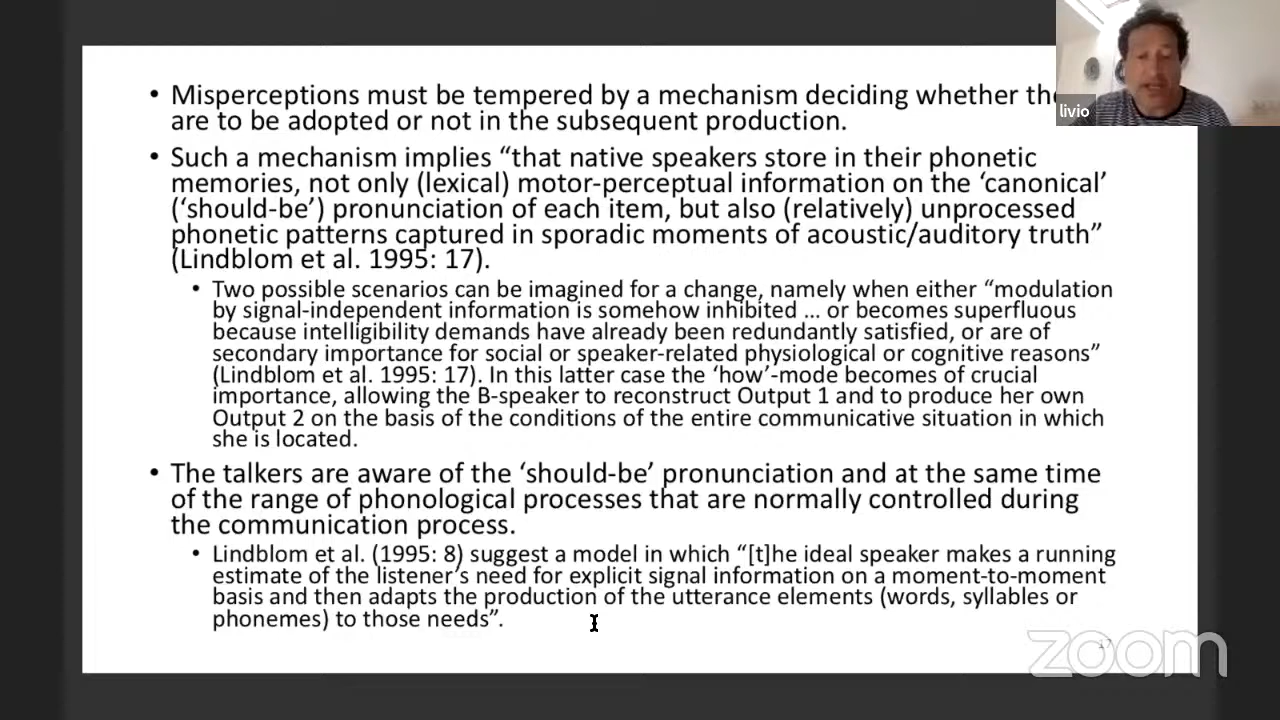 • Misperceptions must be tempered by a mechanism deciding whether
are to be adopted or not in the subsequent production.
• Such a mechanism implies “that native speakers store in their phonetic
memories, not only (lexical) motor-perceptual information on the ‘canonical’
(‘should-be’) pronunciation of each item, but also (relatively) unprocessed
phonetic patterns captured in sporadic moments of acoustic/auditory truth”
(Lindblom et al. 1995: 17).
• Two possible scenarios can be imagined for a change, namely when either “modulation
by signal-independent information is somehow inhibited … or becomes superfluous
because intelligibility demands have already been redundantly satisfied, or are of
secondary importance for social or speaker-related physiological or cognitive reasons”
(Lindblom et al. 1995: 17). In this latter case the ‘how’-mode becomes of crucial
importance, allowing the B-speaker to reconstruct Output 1 and to produce her own
Output 2 on the basis of the conditions of the entire communicative situation in which
she is located.
• The talkers are aware of the ‘should-be’ pronunciation and at the same time
of the range of phonological processes that are normally controlled during
the communication process.
• Lindblom et al. (1995: 8) suggest a model in which “[t]he ideal speaker makes a running
estimate of the listener’s need for explicit signal information on a moment-to-moment
basis and then adapts the production of the utterance elements (words, syllables or
phonemes) to those needs”.
livio
17
zoom